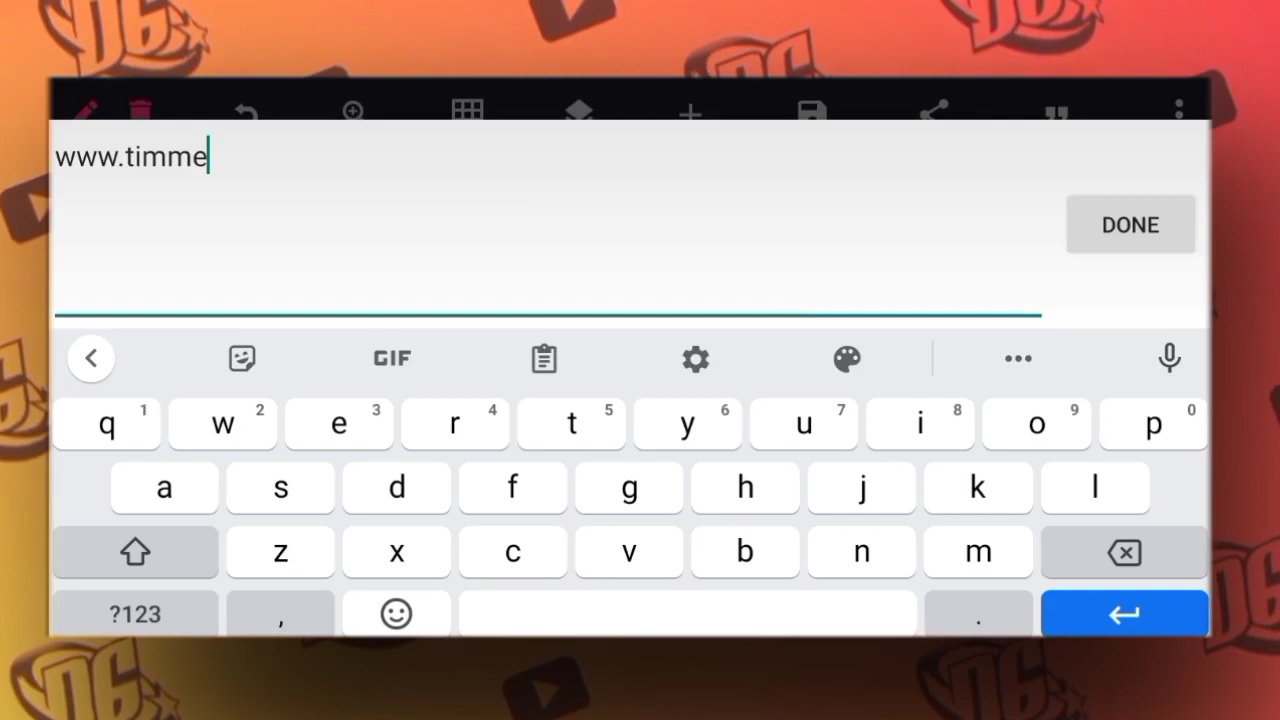 www.timme
DONE
GIF
q 1 w 2 e 3 r 4 t 5 y 6 u 7 i 8 o 9 p 0
a s d f g h j k l
z x c v b n m
?123 , .